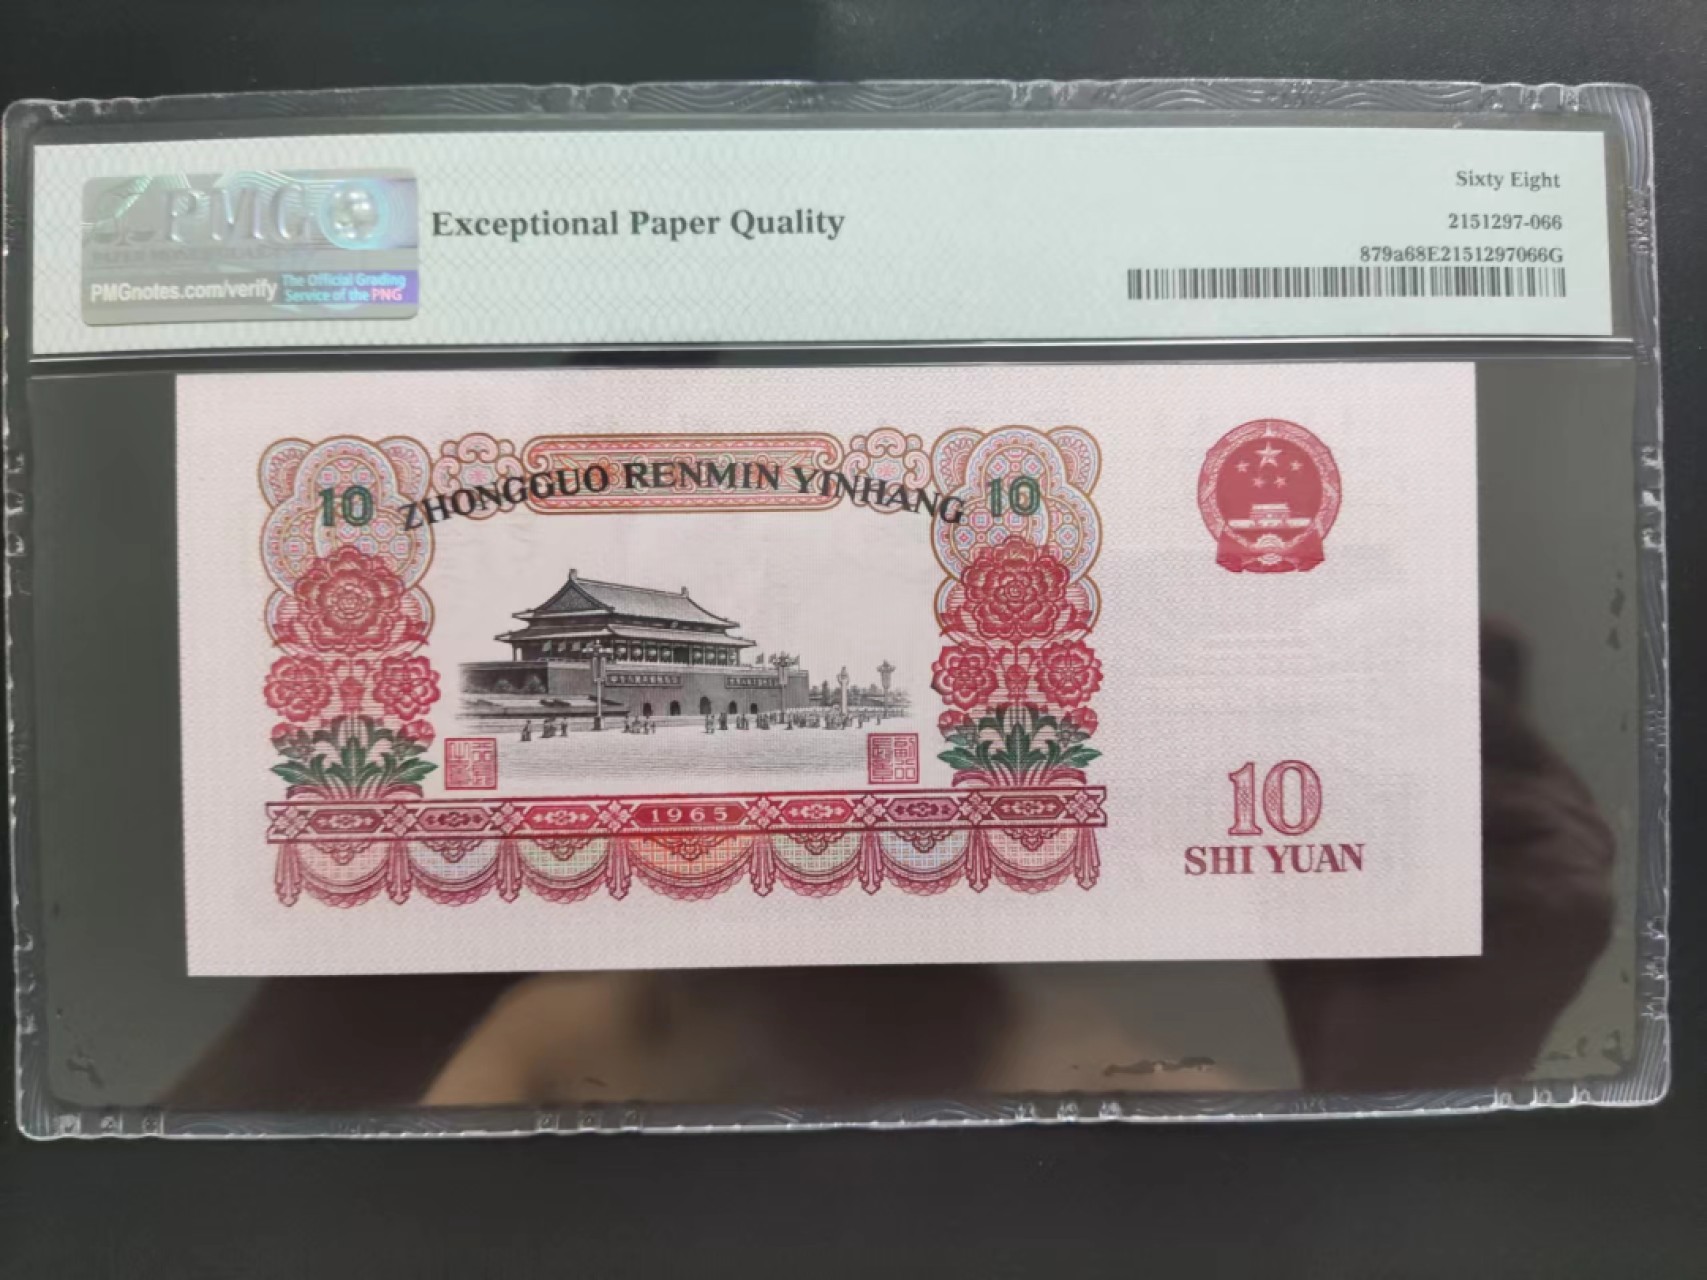 PMG
PMGnotes.com/verify
The Official Grading
Service of the PNG
Exceptional Paper Quality
Sixty Eight
2151297-066
879a68E2151297066G
10
ZHONGGUO RENMIN YINHANG
10
1965
10
SHI YUAN